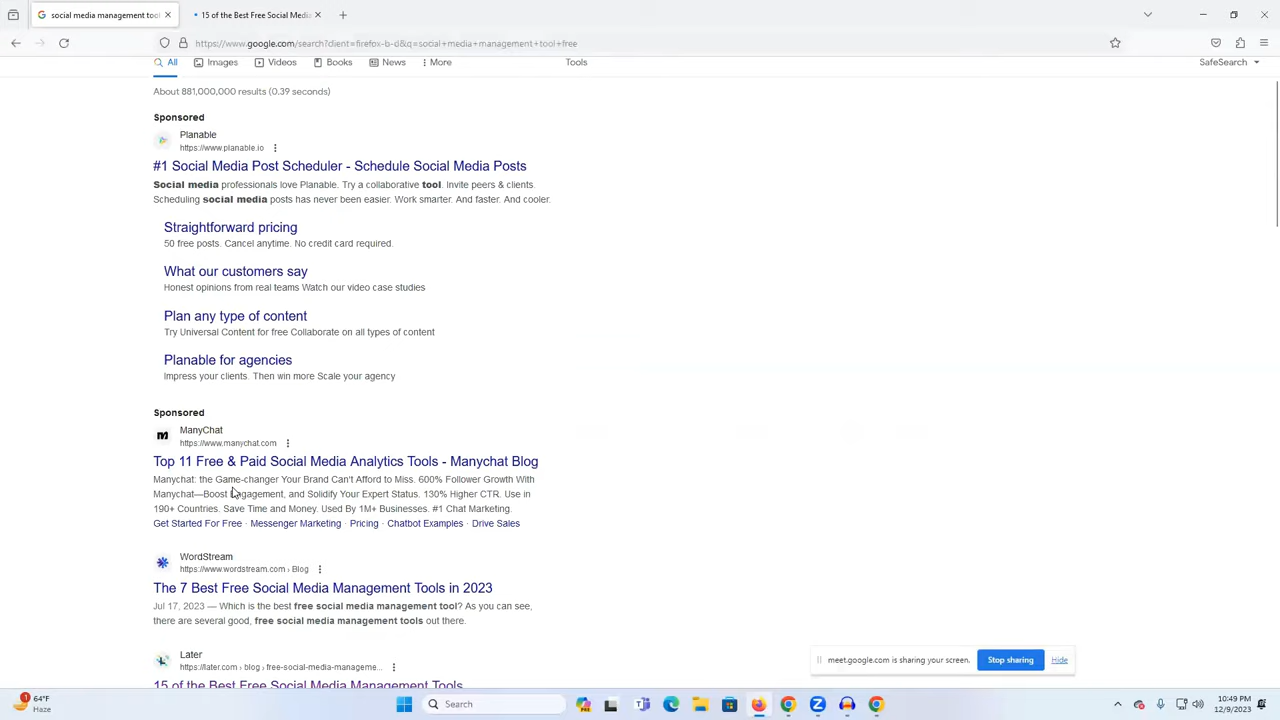 social media management tool
15 of the Best Free Social Media
https://www.google.com/search?client=firefox-b-d&q=social+media+management+tool+free
All
Images
Videos
Books
News
More
Tools
SafeSearch
About 881,000,000 results (0.39 seconds)
Sponsored
Planable
https://www.planable.io
#1 Social Media Post Scheduler - Schedule Social Media Posts
Social media professionals love Planable. Try a collaborative tool. Invite peers & clients.
Scheduling social media posts has never been easier. Work smarter. And faster. And cooler.
Straightforward pricing
50 free posts. Cancel anytime. No credit card required.
What our customers say
Honest opinions from real teams Watch our video case studies
Plan any type of content
Try Universal Content for free Collaborate on all types of content
Planable for agencies
Impress your clients. Then win more Scale your agency
Sponsored
ManyChat
https://www.manychat.com
Top 11 Free & Paid Social Media Analytics Tools - Manychat Blog
Manychat: the Game-changer Your Brand Can't Afford to Miss. 600% Follower Growth With
Manychat—Boost Engagement, and Solidify Your Expert Status. 130% Higher CTR. Use in
190+ Countries. Save Time and Money. Used By 1M+ Businesses. #1 Chat Marketing.
Get Started For Free · Messenger Marketing · Pricing · Chatbot Examples · Drive Sales
WordStream
https://www.wordstream.com › Blog
The 7 Best Free Social Media Management Tools in 2023
Jul 17, 2023 — Which is the best free social media management tool? As you can see,
there are several good, free social media management tools out there.
Later
https://later.com › blog › free-social-media-manageme...
15 of the Best Free Social Media Management Tools
meet.google.com is sharing your screen.
Stop sharing
Hide
1
64°F
Haze
Search
10:49 PM
12/9/2023